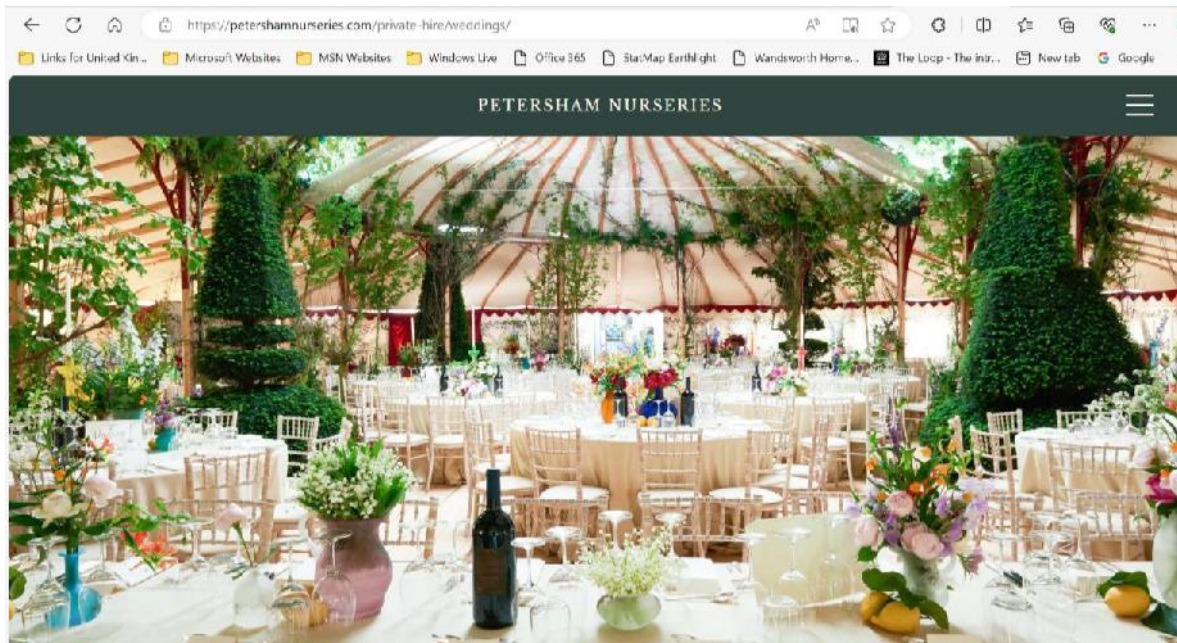 https://petershamnurseries.com/private-hire/weddings/
Links for United Kin... Microsoft Websites MSN Websites Windows Live Office 365 StatMap Earthlight Wandsworth Home... The Loop - The intr... New tab Google
PETERSHAM NURSERIES